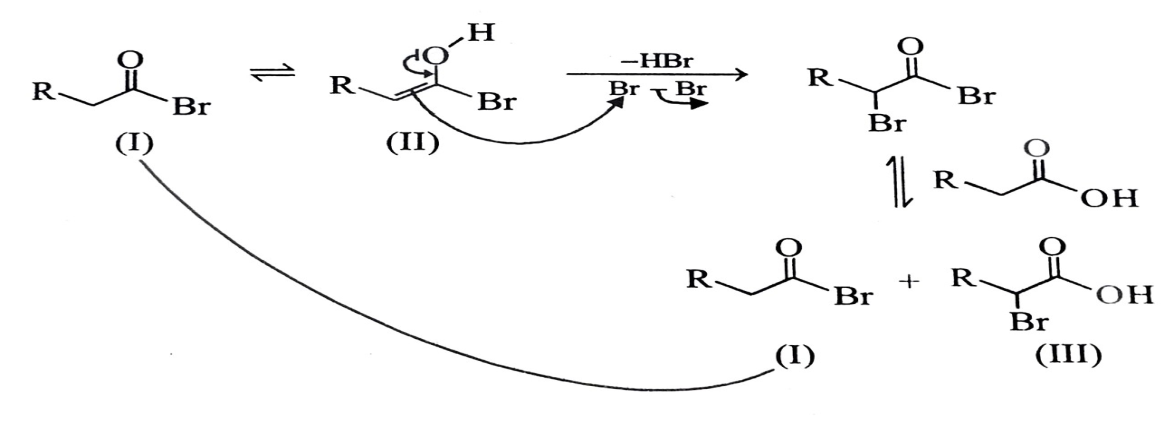 R O Br
(I)
R O H Br
(II)
−HBr
Br Br
R O Br Br
R O OH
R O Br
+
R O OH Br
(I)
(III)